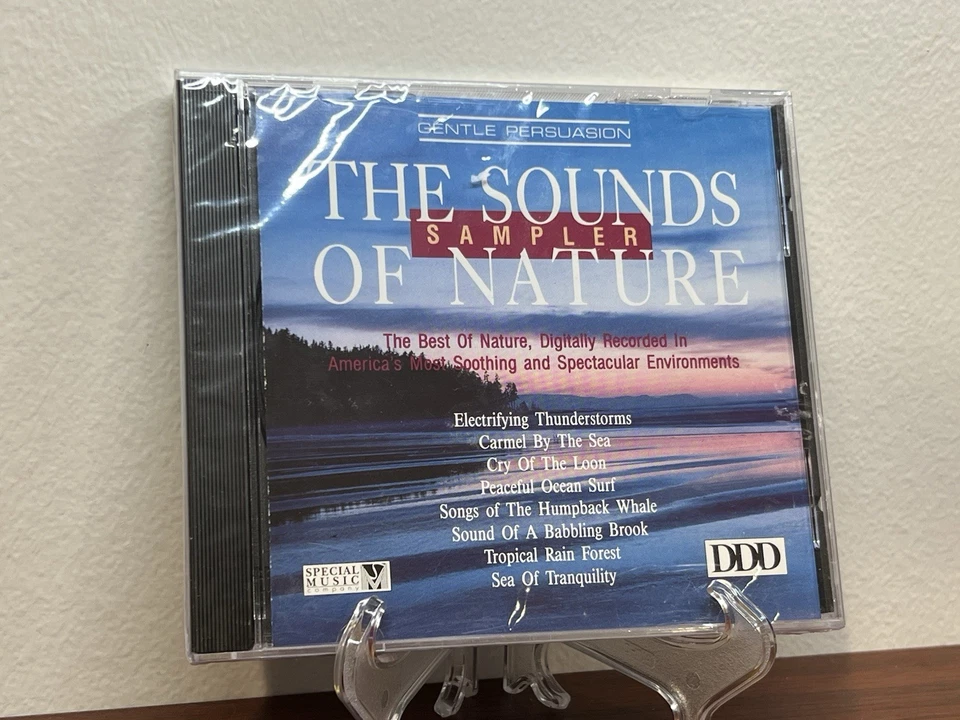 GENTLE PERSUASION
THE SOUNDS
SAMPLER
OF NATURE
The Best Of Nature, Digitally Recorded In
America's Most Soothing and Spectacular Environments
Electrifying Thunderstorms
Carmel By The Sea
Cry Of The Loon
Peaceful Ocean Surf
Songs of The Humpback Whale
Sound Of A Babbling Brook
Tropical Rain Forest
Sea Of Tranquility
SPECIAL
MUSIC
company
DDD